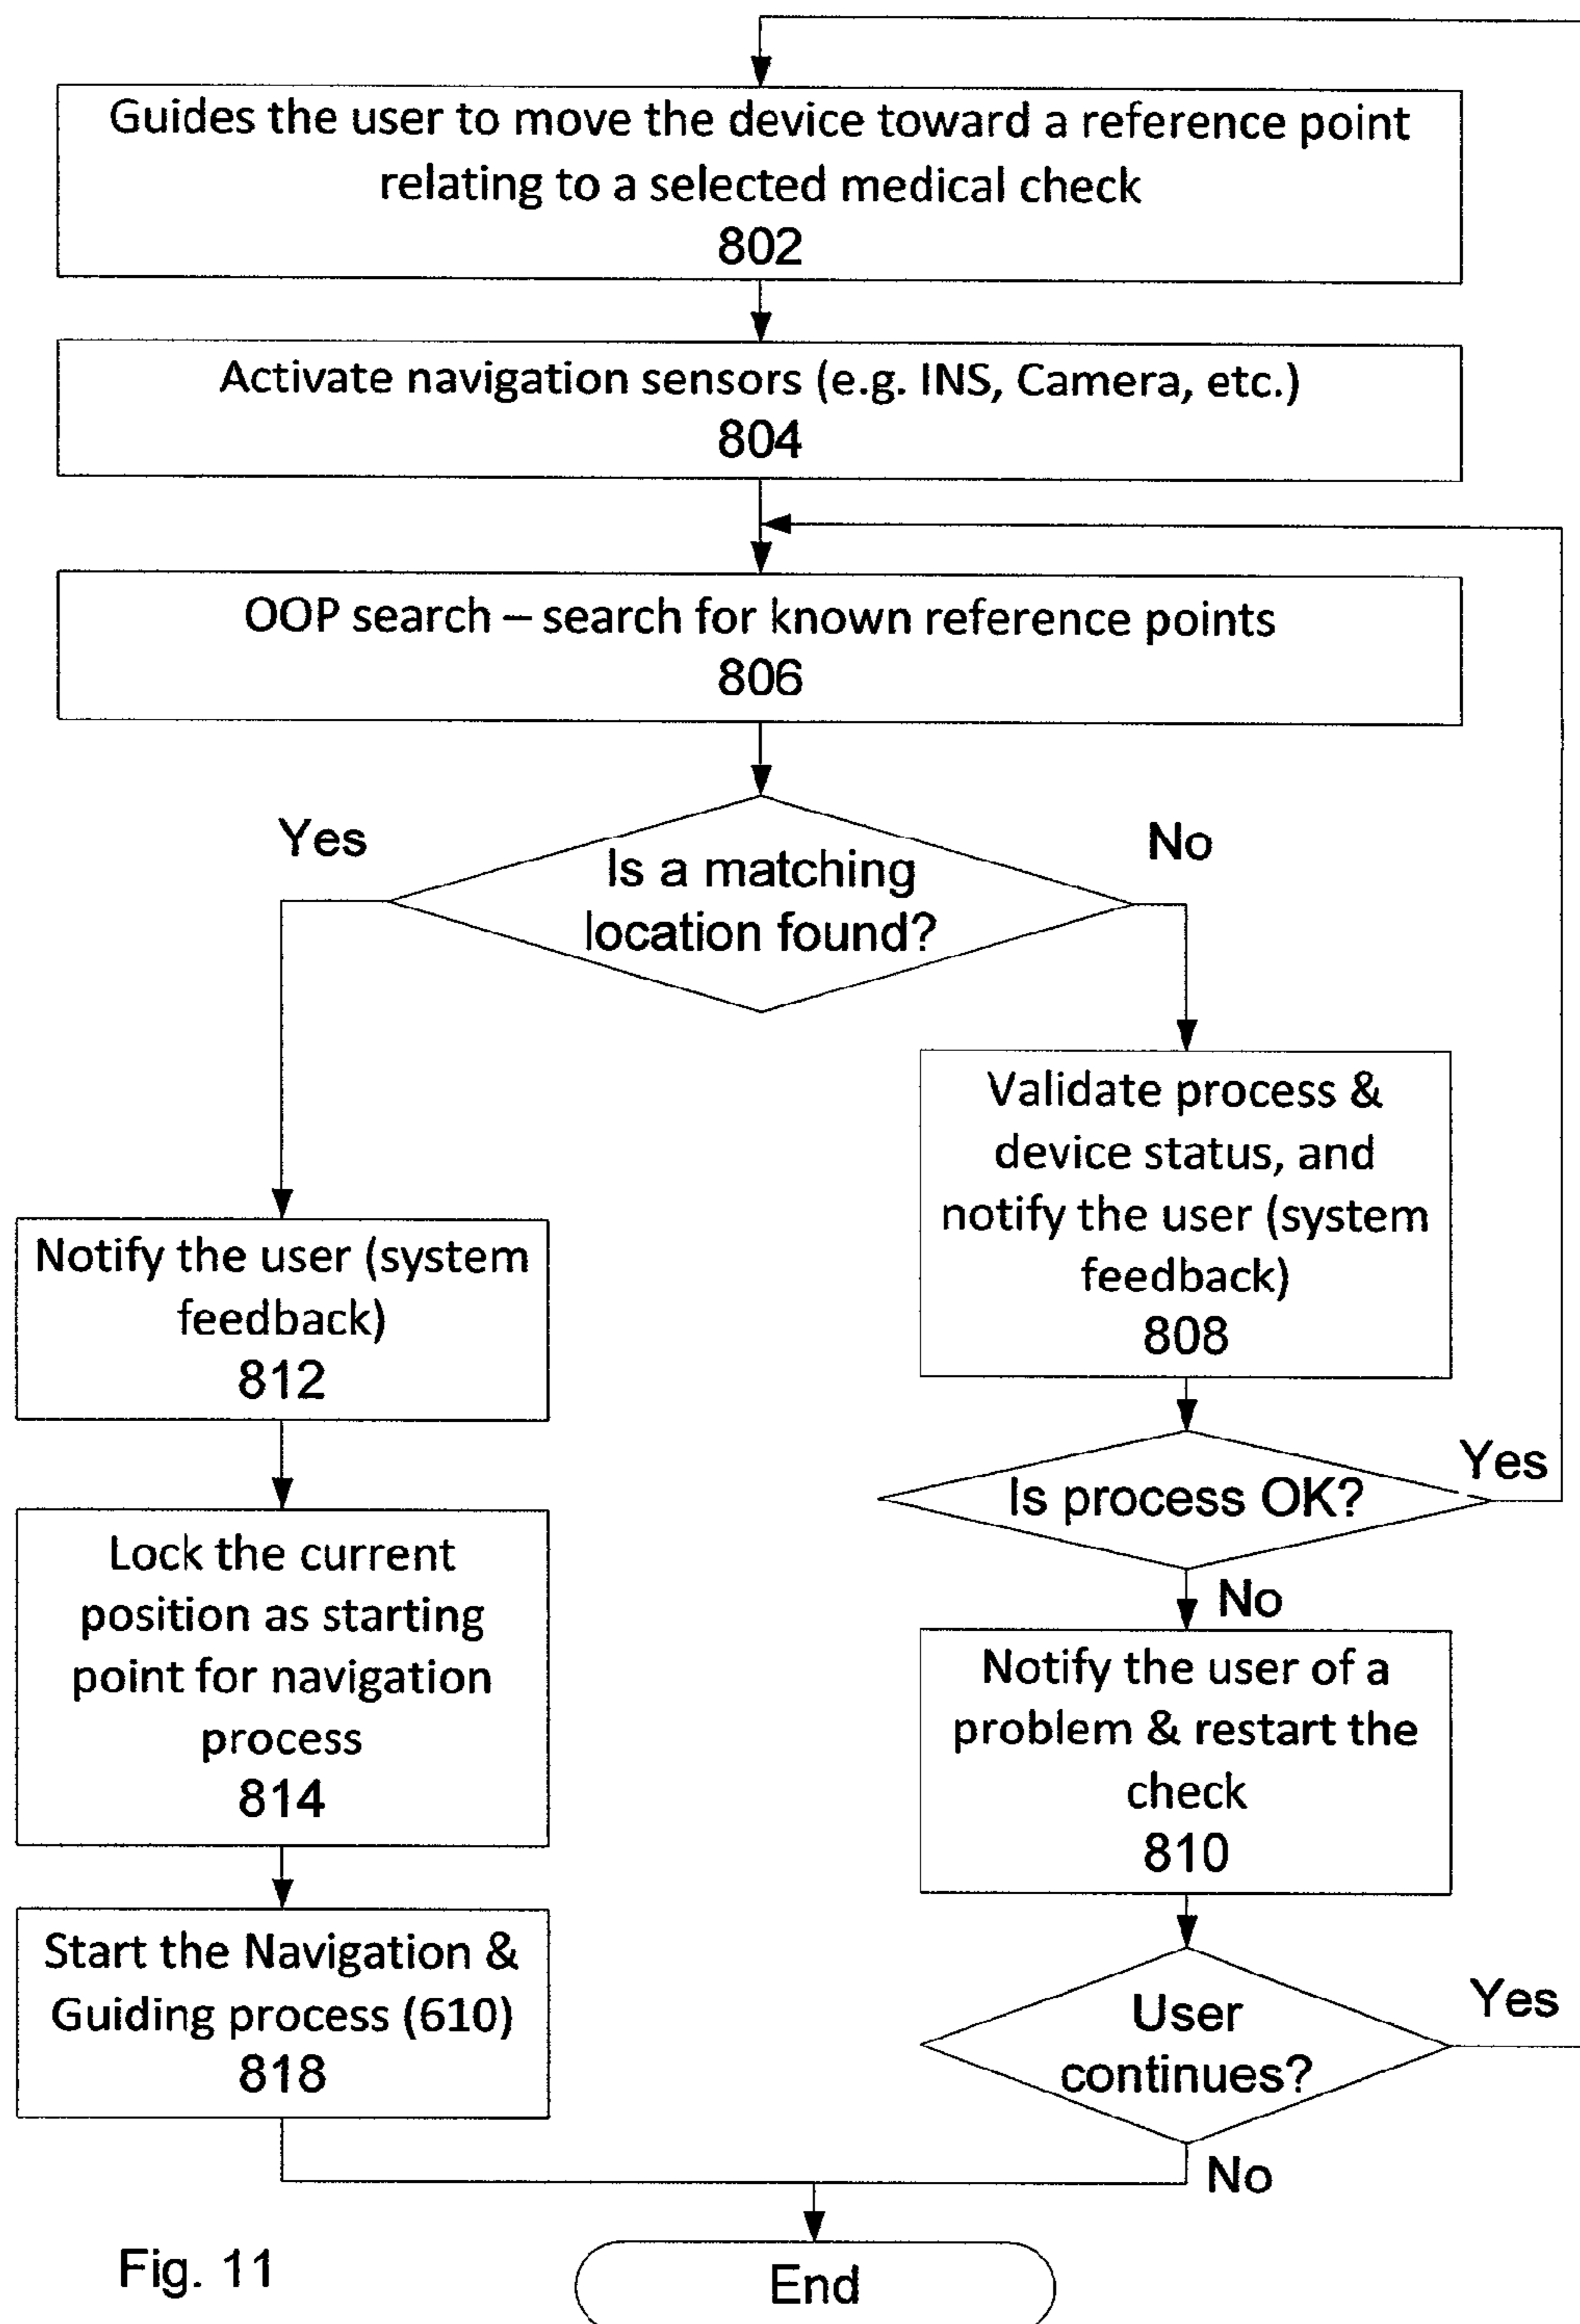 Guides the user to move the device toward a reference point
relating to a selected medical check
802
Activate navigation sensors (e.g. INS, Camera, etc.)
804
OOP search – search for known reference points
806
Yes
No
Is a matching
location found?
Validate process &
device status, and
notify the user (system
feedback)
808
Notify the user (system
feedback)
812
Is process OK?
Yes
No
Lock the current
position as starting
point for navigation
process
814
Notify the user of a
problem & restart the
check
810
Start the Navigation &
Guiding process (610)
818
User
continues?
Yes
No
Fig. 11
End